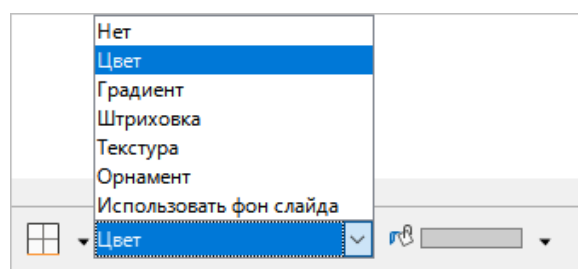 Нет
Цвет
Градиент
Штриховка
Текстура
Орнамент
Использовать фон слайда
Цвет